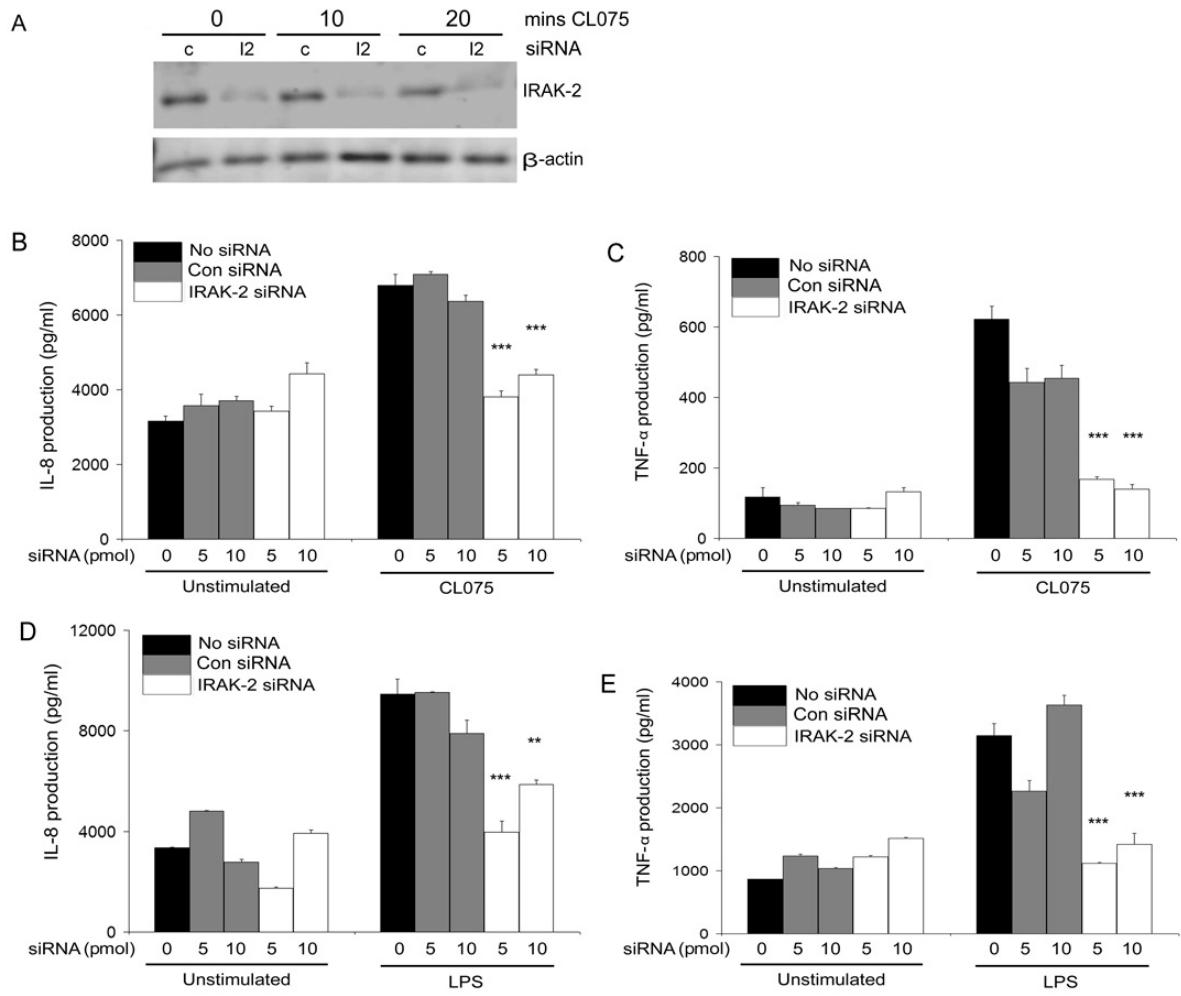 A
0 10 20 mins CL075
c I2 c I2 c I2 siRNA
IRAK-2
β-actin
B
8000
6000
4000
2000
0
IL-8 production (pg/ml)
No siRNA
Con siRNA
IRAK-2 siRNA
***
***
siRNA (pmol) 0 5 10 5 10 0 5 10 5 10
Unstimulated CL075
C
800
600
400
200
0
TNF-α production (pg/ml)
No siRNA
Con siRNA
IRAK-2 siRNA
*** ***
siRNA (pmol) 0 5 10 5 10 0 5 10 5 10
Unstimulated CL075
D
12000
8000
4000
0
IL-8 production (pg/ml)
No siRNA
Con siRNA
IRAK-2 siRNA
**
***
siRNA (pmol) 0 5 10 5 10 0 5 10 5 10
Unstimulated LPS
E
4000
3000
2000
1000
0
TNF-α production (pg/ml)
No siRNA
Con siRNA
IRAK-2 siRNA
***
***
siRNA (pmol) 0 5 10 5 10 0 5 10 5 10
Unstimulated LPS